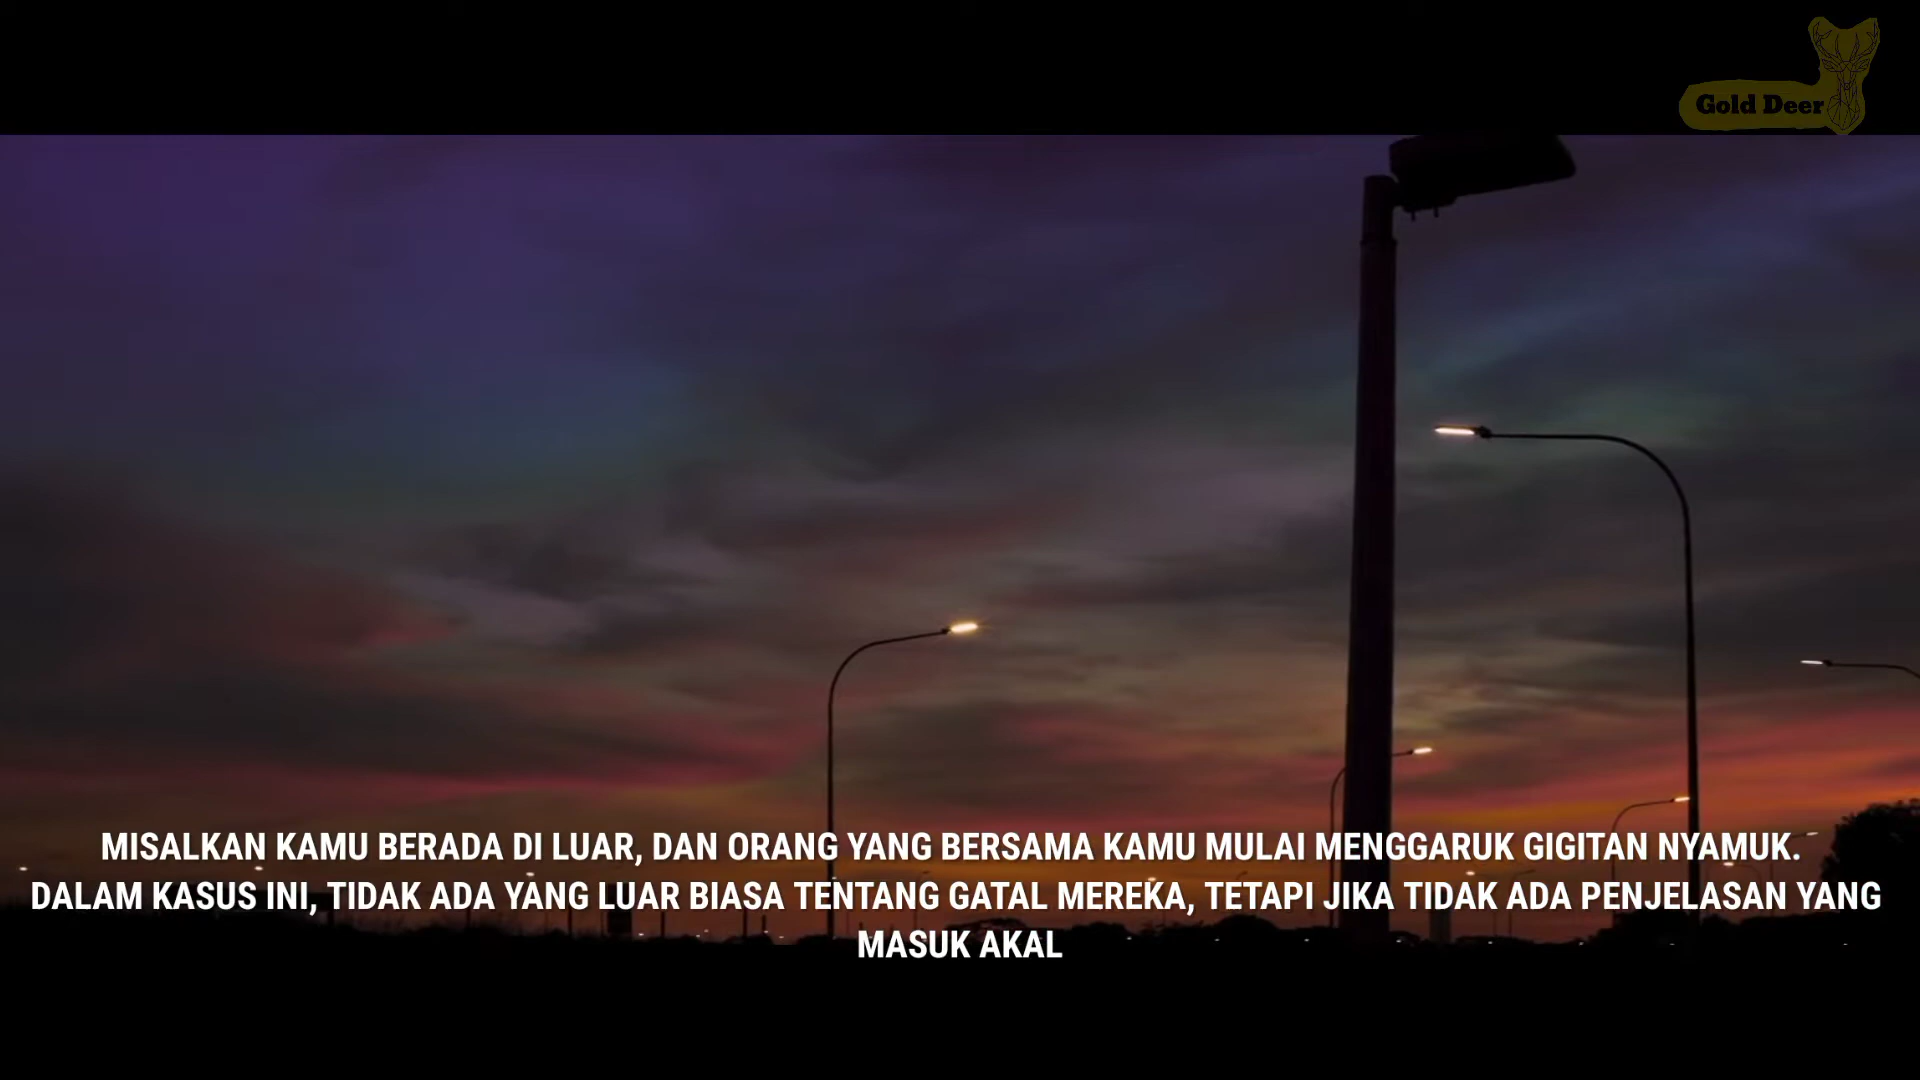 Gold Deer
MISALKAN KAMU BERADA DI LUAR, DAN ORANG YANG BERSAMA KAMU MULAI MENGGARUK GIGITAN NYAMUK.
DALAM KASUS INI, TIDAK ADA YANG LUAR BIASA TENTANG GATAL MEREKA, TETAPI JIKA TIDAK ADA PENJELASAN YANG
MASUK AKAL